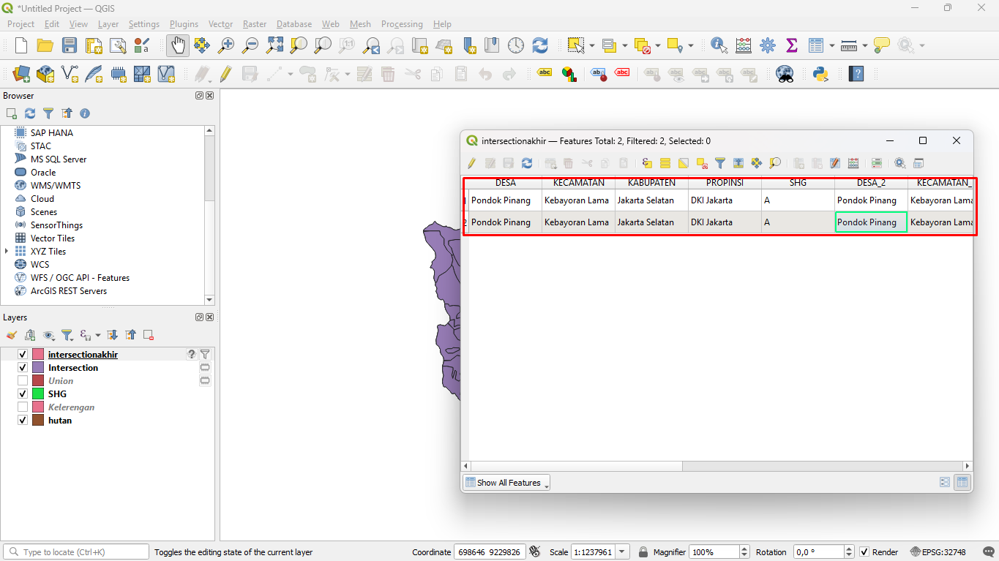 *Untitled Project — QGIS
Project Edit View Layer Settings Plugins Vector Raster Database Web Mesh Processing Help
Browser
SAP HANA
STAC
MS SQL Server
Oracle
WMS/WMTS
Cloud
Scenes
SensorThings
Vector Tiles
XYZ Tiles
WCS
WFS / OGC API - Features
ArcGIS REST Servers
Layers
intersectionakhir
Intersection
Union
SHG
Kelerengan
hutan
intersectionakhir — Features Total: 2, Filtered: 2, Selected: 0
DESA KECAMATAN KABUPATEN PROPINSI SHG DESA_2 KECAMATAN_
1 Pondok Pinang Kebayoran Lama Jakarta Selatan DKI Jakarta A Pondok Pinang Kebayoran Lama
2 Pondok Pinang Kebayoran Lama Jakarta Selatan DKI Jakarta A Pondok Pinang Kebayoran Lama
Show All Features
Type to locate (Ctrl+K) Toggles the editing state of the current layer Coordinate 698646 9229826 Scale 1:1237961 Magnifier 100% Rotation 0,0 ° Render EPSG:32748